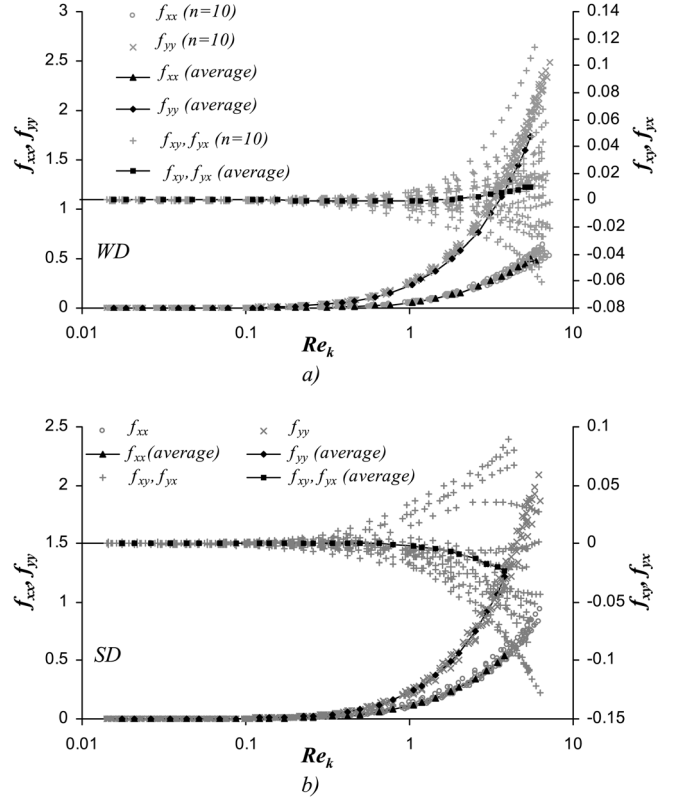 3
2.5
2
1.5
1
0.5
0
f_xx, f_yy
0.14
0.12
0.1
0.08
0.06
0.04
0.02
0
-0.02
-0.04
-0.06
-0.08
f_xy, f_yx
f_xx (n=10)
f_yy (n=10)
f_xx (average)
f_yy (average)
f_xy, f_yx (n=10)
f_xy, f_yx (average)
WD
0.01 0.1 1 10
Re_k
a)
2.5
2
1.5
1
0.5
0
f_xx, f_yy
0.1
0.05
0
-0.05
-0.1
-0.15
f_xy, f_yx
f_xx f_yy
f_xx (average) f_yy (average)
f_xy, f_yx f_xy, f_yx (average)
SD
0.01 0.1 1 10
Re_k
b)